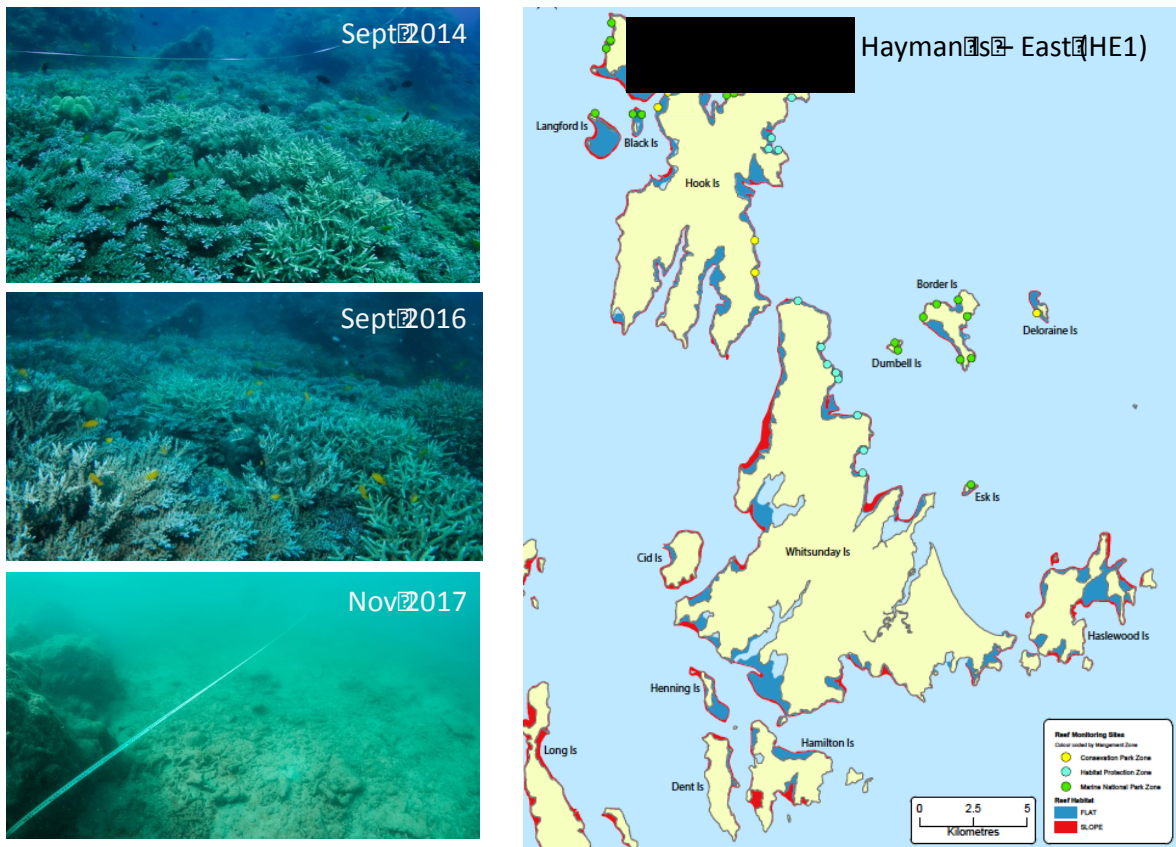 Sept 2014
Sept 2016
Nov 2017
Hayman Is – East (HE1)
Langford Is
Black Is
Hook Is
Border Is
Deloraine Is
Dumbell Is
Esk Is
Cid Is
Whitsunday Is
Haslewood Is
Henning Is
Hamilton Is
Long Is
Dent Is
Reef Monitoring Sites
Colour coded by Mangement Zone
Consevation Park Zone
Habitat Protection Zone
Marine National Park Zone
Reef Habitat
FLAT
SLOPE
0 2.5 5
Kilometres